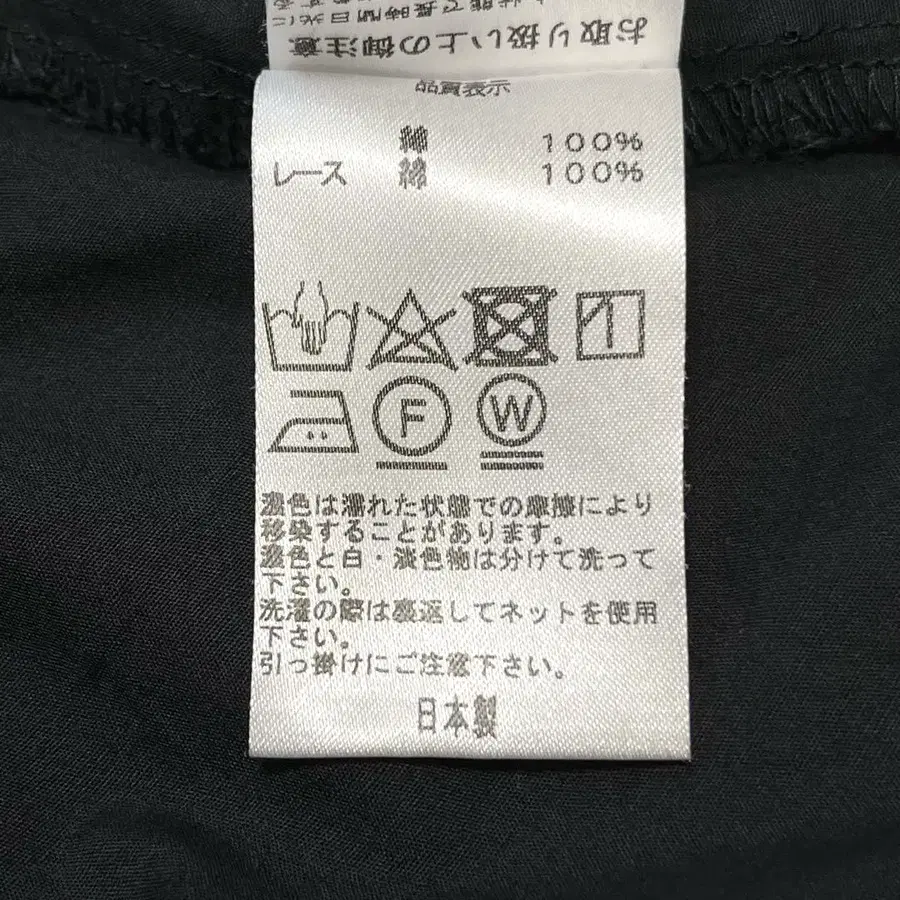 お取り扱い上の御注意
品質表示
綿 100%
レース 綿 100%
F W
濃色は濡れた状態での摩擦により
移染することがあります。
濃色と白・淡色物は分けて洗って
下さい。
洗濯の際は裏返してネットを使用
下さい。
引っ掛けにご注意下さい。
日本製